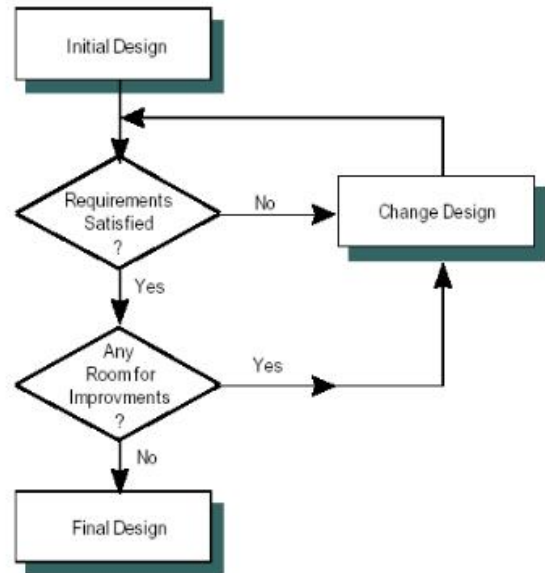 Initial Design
Requirements
Satisfied
?
No
Change Design
Yes
Any
Room for
Improvments
?
Yes
No
Final Design